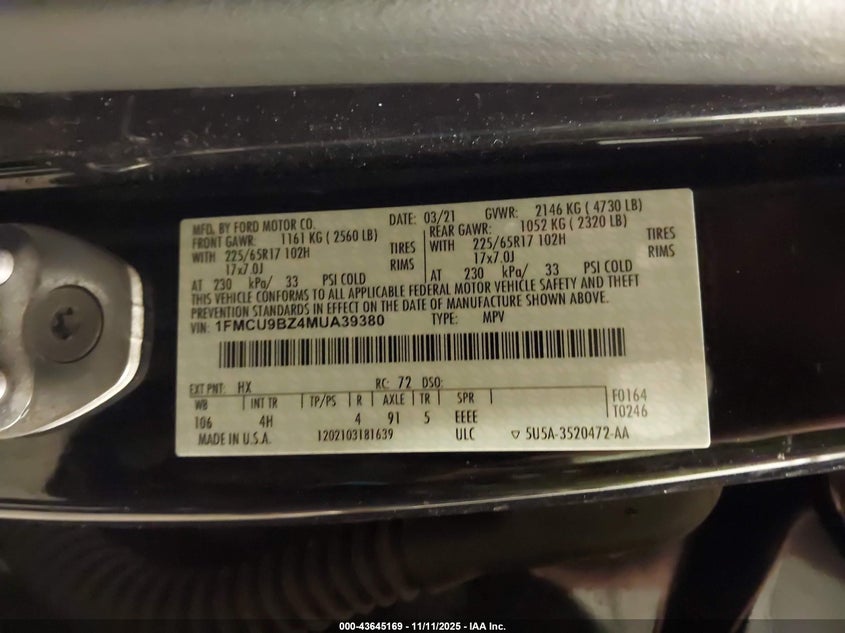 MFD. BY FORD MOTOR CO. DATE: 03/21 GVWR: 2146 KG ( 4730 LB)
FRONT GAWR: 1161 KG ( 2560 LB) REAR GAWR: 1052 KG ( 2320 LB)
WITH 225/65R17 102H TIRES WITH 225/65R17 102H TIRES
17x7.0J RIMS 17x7.0J RIMS
AT 230 kPa/ 33 PSI COLD AT 230 kPa/ 33 PSI COLD
THIS VEHICLE CONFORMS TO ALL APPLICABLE FEDERAL MOTOR VEHICLE SAFETY AND THEFT
PREVENTION STANDARDS IN EFFECT ON THE DATE OF MANUFACTURE SHOWN ABOVE.
VIN: 1FMCU9BZ4MUA39380 TYPE: MPV
EXT PNT: HX RC: 72 DSO:
WB INT TR TP/PS R AXLE TR SPR F0164
106 4H 4 91 5 EEEE T0246
MADE IN U.S.A. 1202103181639 ULC ▽ 5U5A-3520472-AA
000-43645169 - 11/11/2025 - IAA Inc.